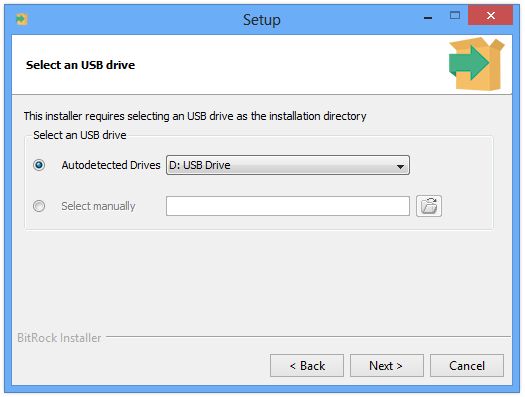 Setup
Select an USB drive
This installer requires selecting an USB drive as the installation directory
Select an USB drive
Autodetected Drives D: USB Drive
Select manually
BitRock Installer
< Back Next > Cancel